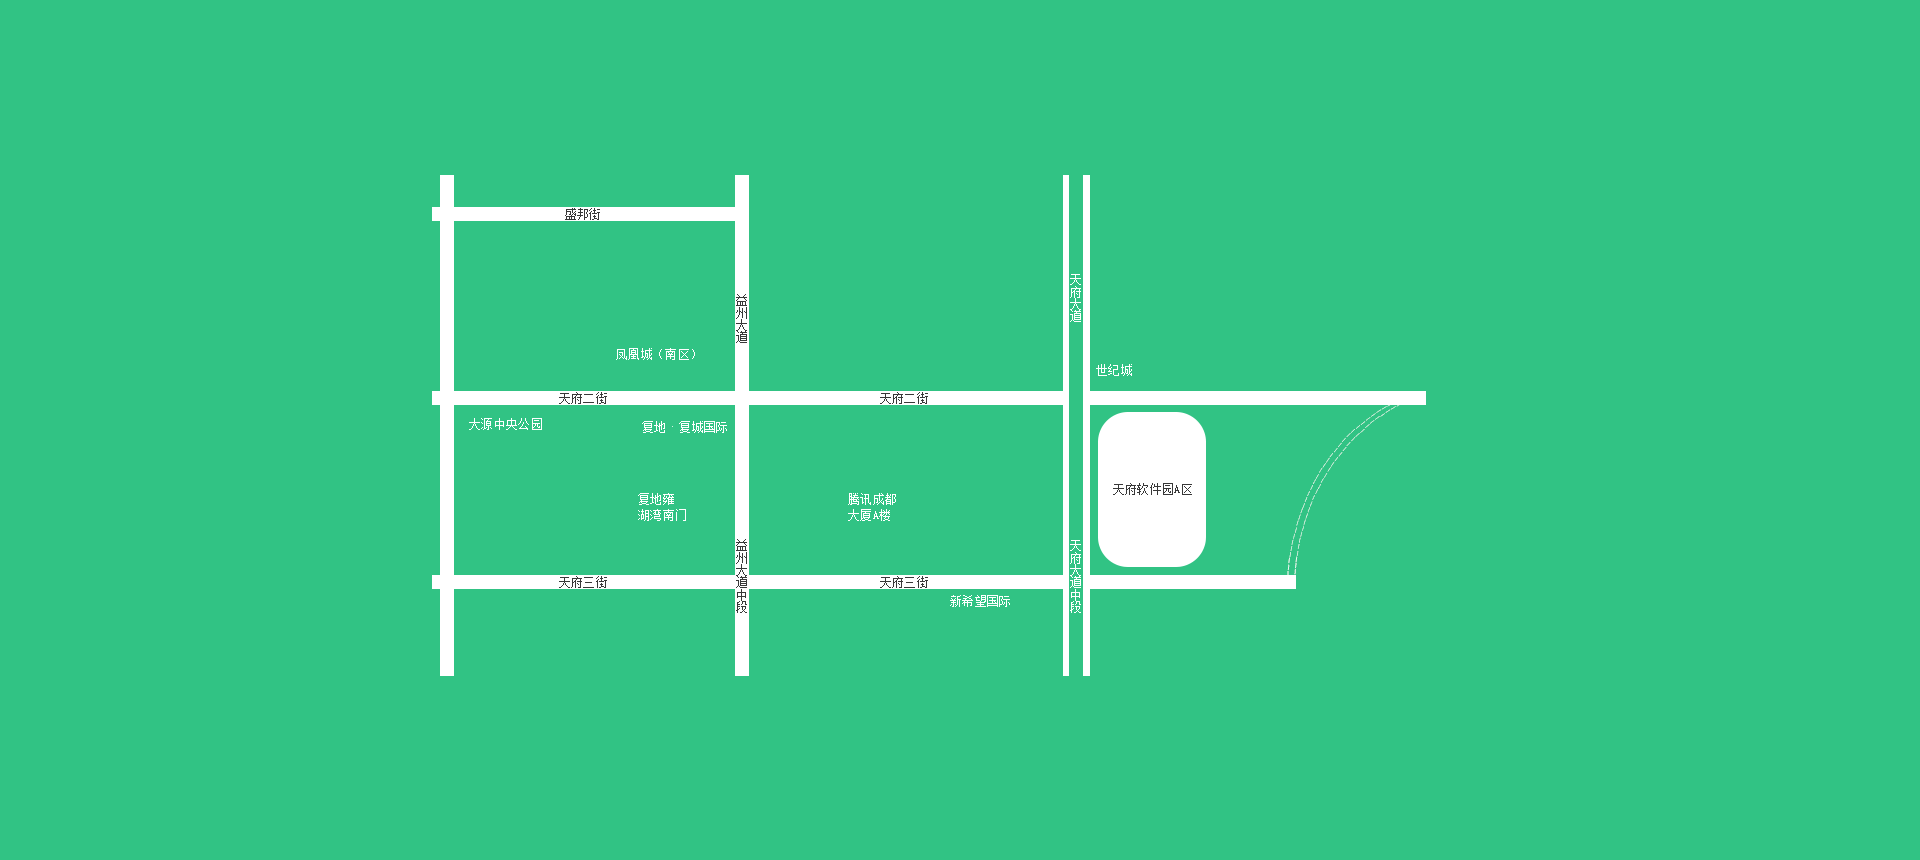 盛邦街
天府大道
益州大道
凤凰城（南区）
世纪城
天府二街
天府二街
大源中央公园
复地·复城国际
天府软件园A区
复地雍
湖湾南门
腾讯成都
大厦A楼
益州大道中段
天府大道中段
天府三街
天府三街
新希望国际